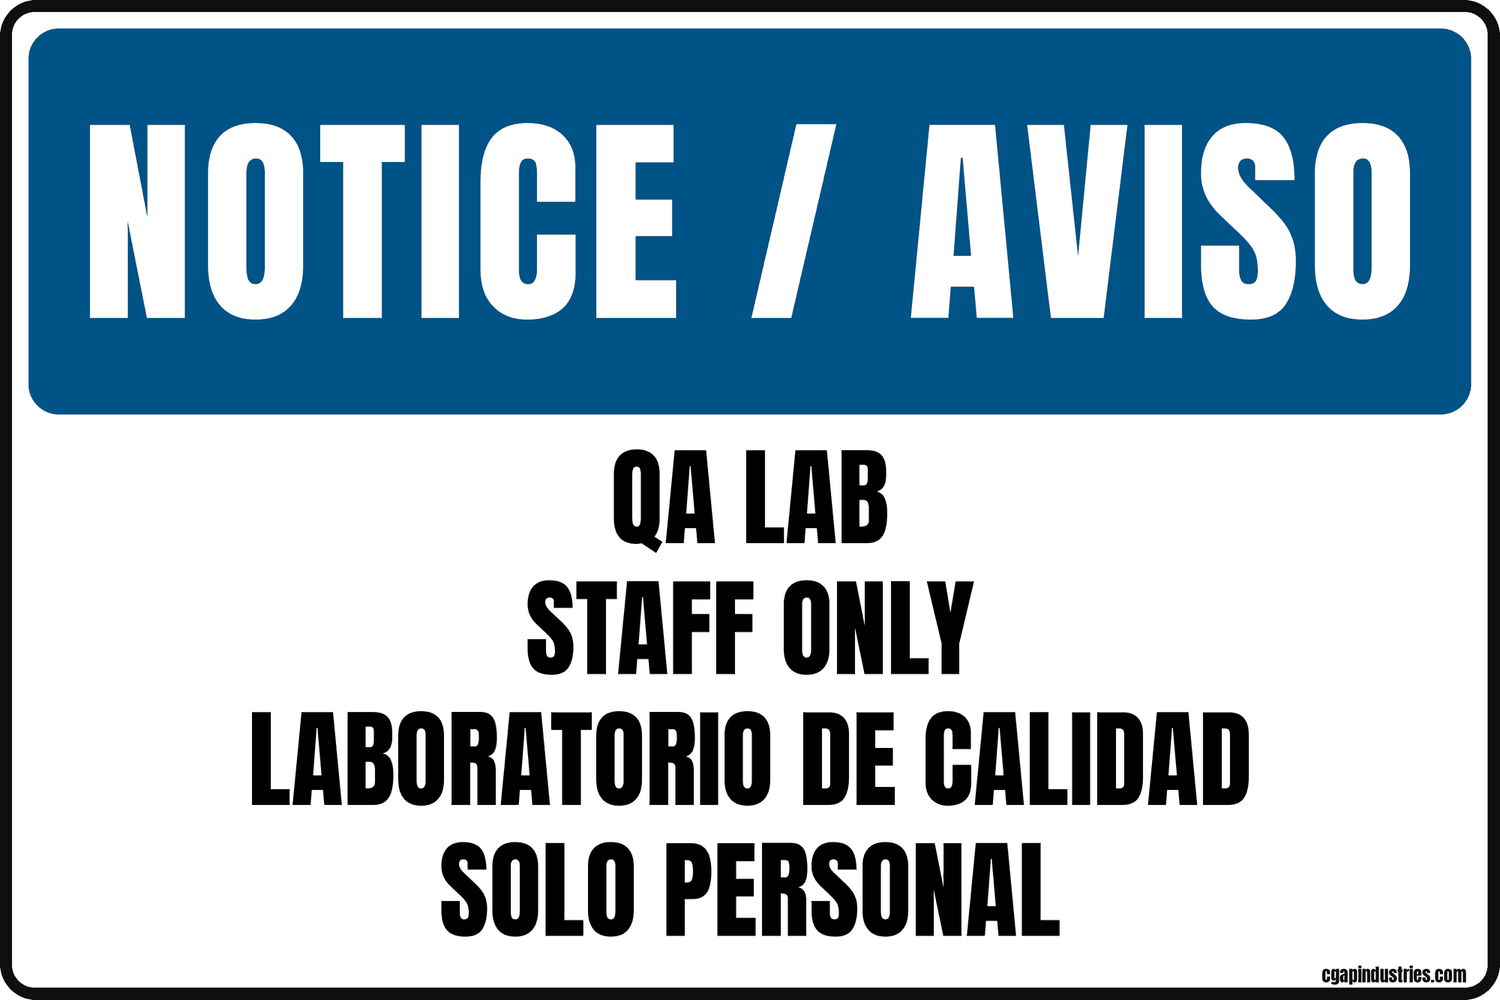 NOTICE / AVISO
QA LAB
STAFF ONLY
LABORATORIO DE CALIDAD
SOLO PERSONAL
cgapindustries.com